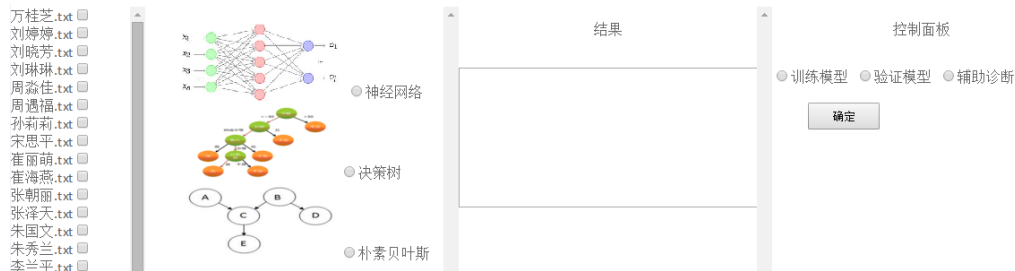 万桂芝.txt
刘婷婷.txt
刘晓芳.txt
刘琳琳.txt
周淼佳.txt
周遇福.txt
孙莉莉.txt
宋思平.txt
崔丽萌.txt
崔海燕.txt
张朝丽.txt
张泽天.txt
朱国文.txt
朱秀兰.txt
李兰平.txt
神经网络
决策树
A
B
C
D
E
朴素贝叶斯
结果
控制面板
训练模型 验证模型 辅助诊断
确定